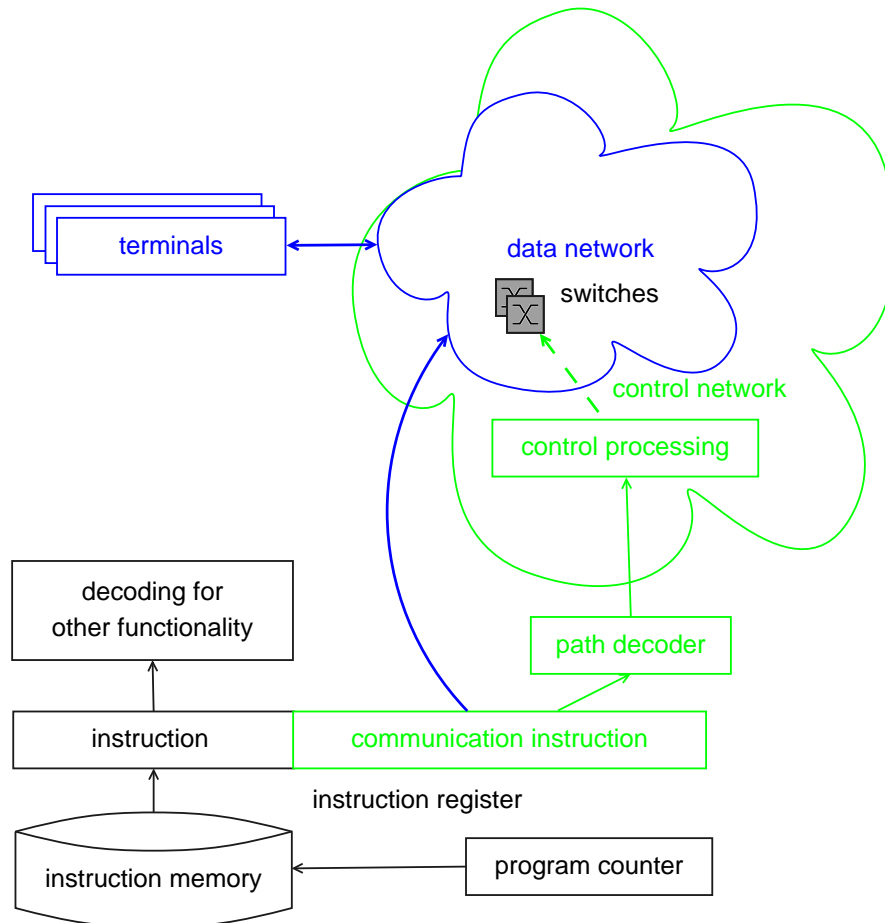 terminals
data network
switches
control network
control processing
decoding for
other functionality
path decoder
instruction
communication instruction
instruction register
instruction memory
program counter